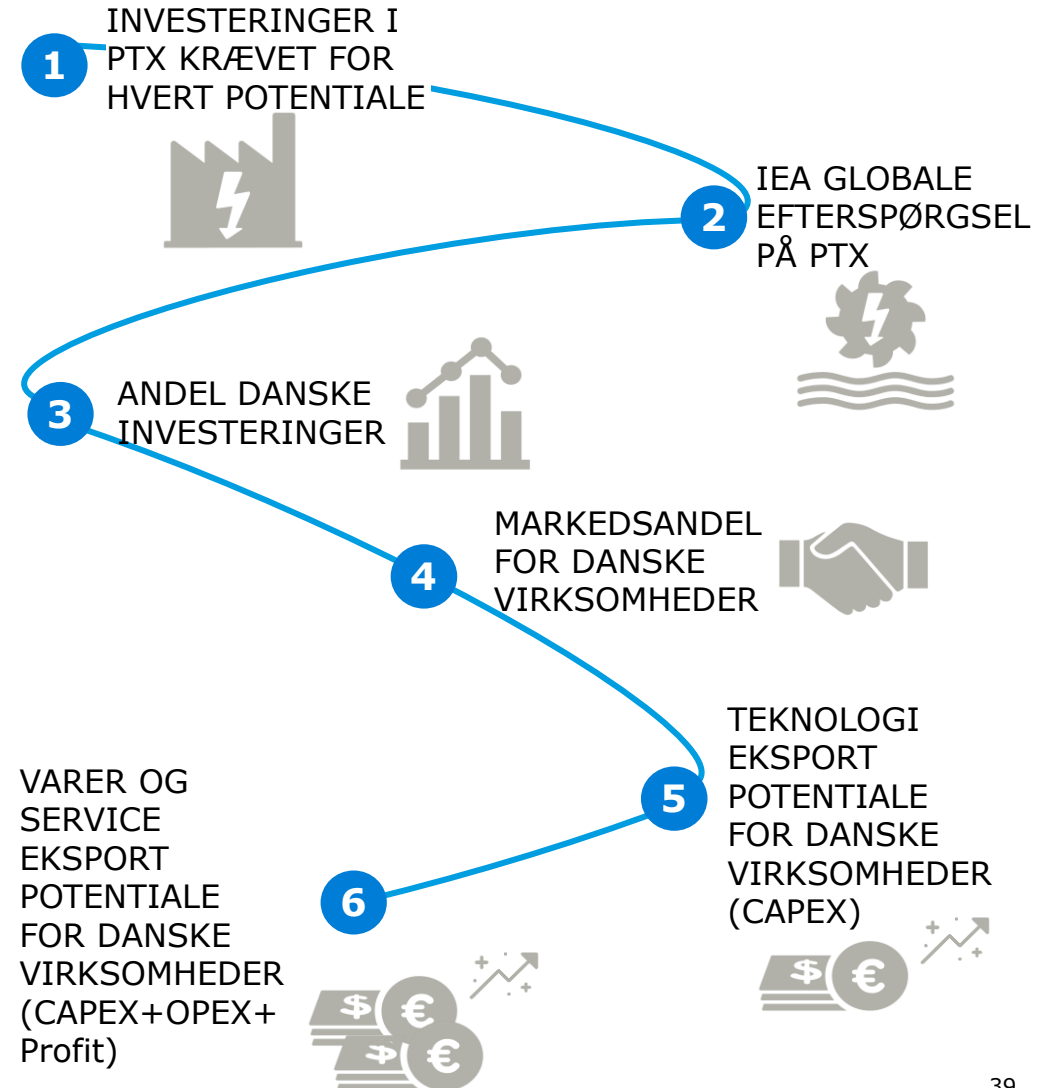 1
INVESTERINGER I
PTX KRÆVET FOR
HVERT POTENTIALE
2
IEA GLOBALE
EFTERSPØRGSEL
PÅ PTX
3
ANDEL DANSKE
INVESTERINGER
4
MARKEDSANDEL
FOR DANSKE
VIRKSOMHEDER
5
TEKNOLOGI
EKSPORT
POTENTIALE
FOR DANSKE
VIRKSOMHEDER
(CAPEX)
$ €
6
VARER OG
SERVICE
EKSPORT
POTENTIALE
FOR DANSKE
VIRKSOMHEDER
(CAPEX+OPEX+
Profit)
$ €
€
39